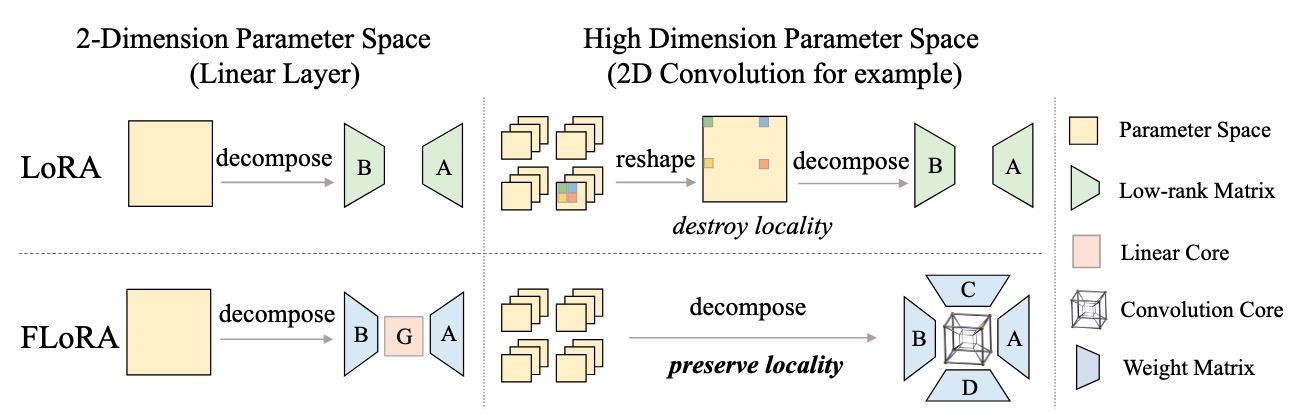 2-Dimension Parameter Space
(Linear Layer)
High Dimension Parameter Space
(2D Convolution for example)
LoRA
decompose
B
A
reshape
decompose
B
A
destroy locality
FLoRA
decompose
B
G
A
decompose
preserve locality
C
B
A
D
Parameter Space
Low-rank Matrix
Linear Core
Convolution Core
Weight Matrix